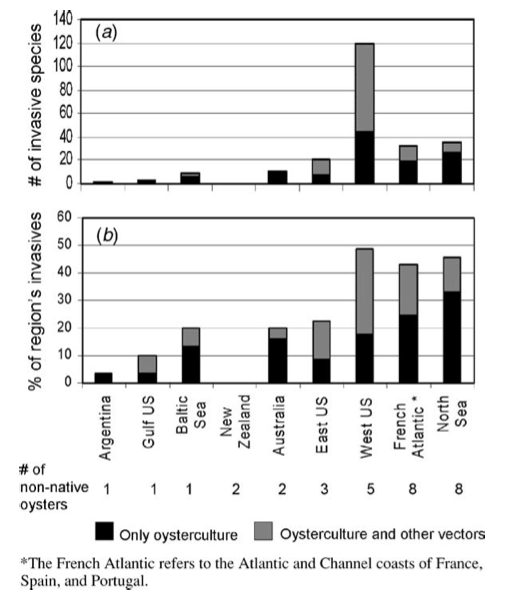 (a)
# of invasive species
140
120
100
80
60
40
20
0
(b)
% of region's invasives
60
50
40
30
20
10
0
Argentina
Gulf US
Baltic
Sea
New
Zealand
Australia
East US
West US
French
Atlantic *
North
Sea
# of
non-native
oysters
1 1 1 2 2 3 5 8 8
Only oysterculture
Oysterculture and other vectors
*The French Atlantic refers to the Atlantic and Channel coasts of France,
Spain, and Portugal.